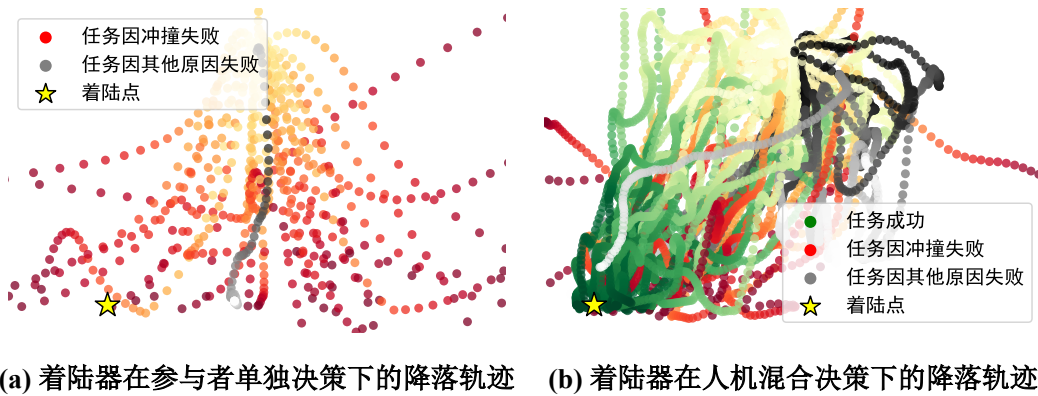 任务因冲撞失败
任务因其他原因失败
着陆点
任务成功
任务因冲撞失败
任务因其他原因失败
着陆点
(a) 着陆器在参与者单独决策下的降落轨迹
(b) 着陆器在人机混合决策下的降落轨迹